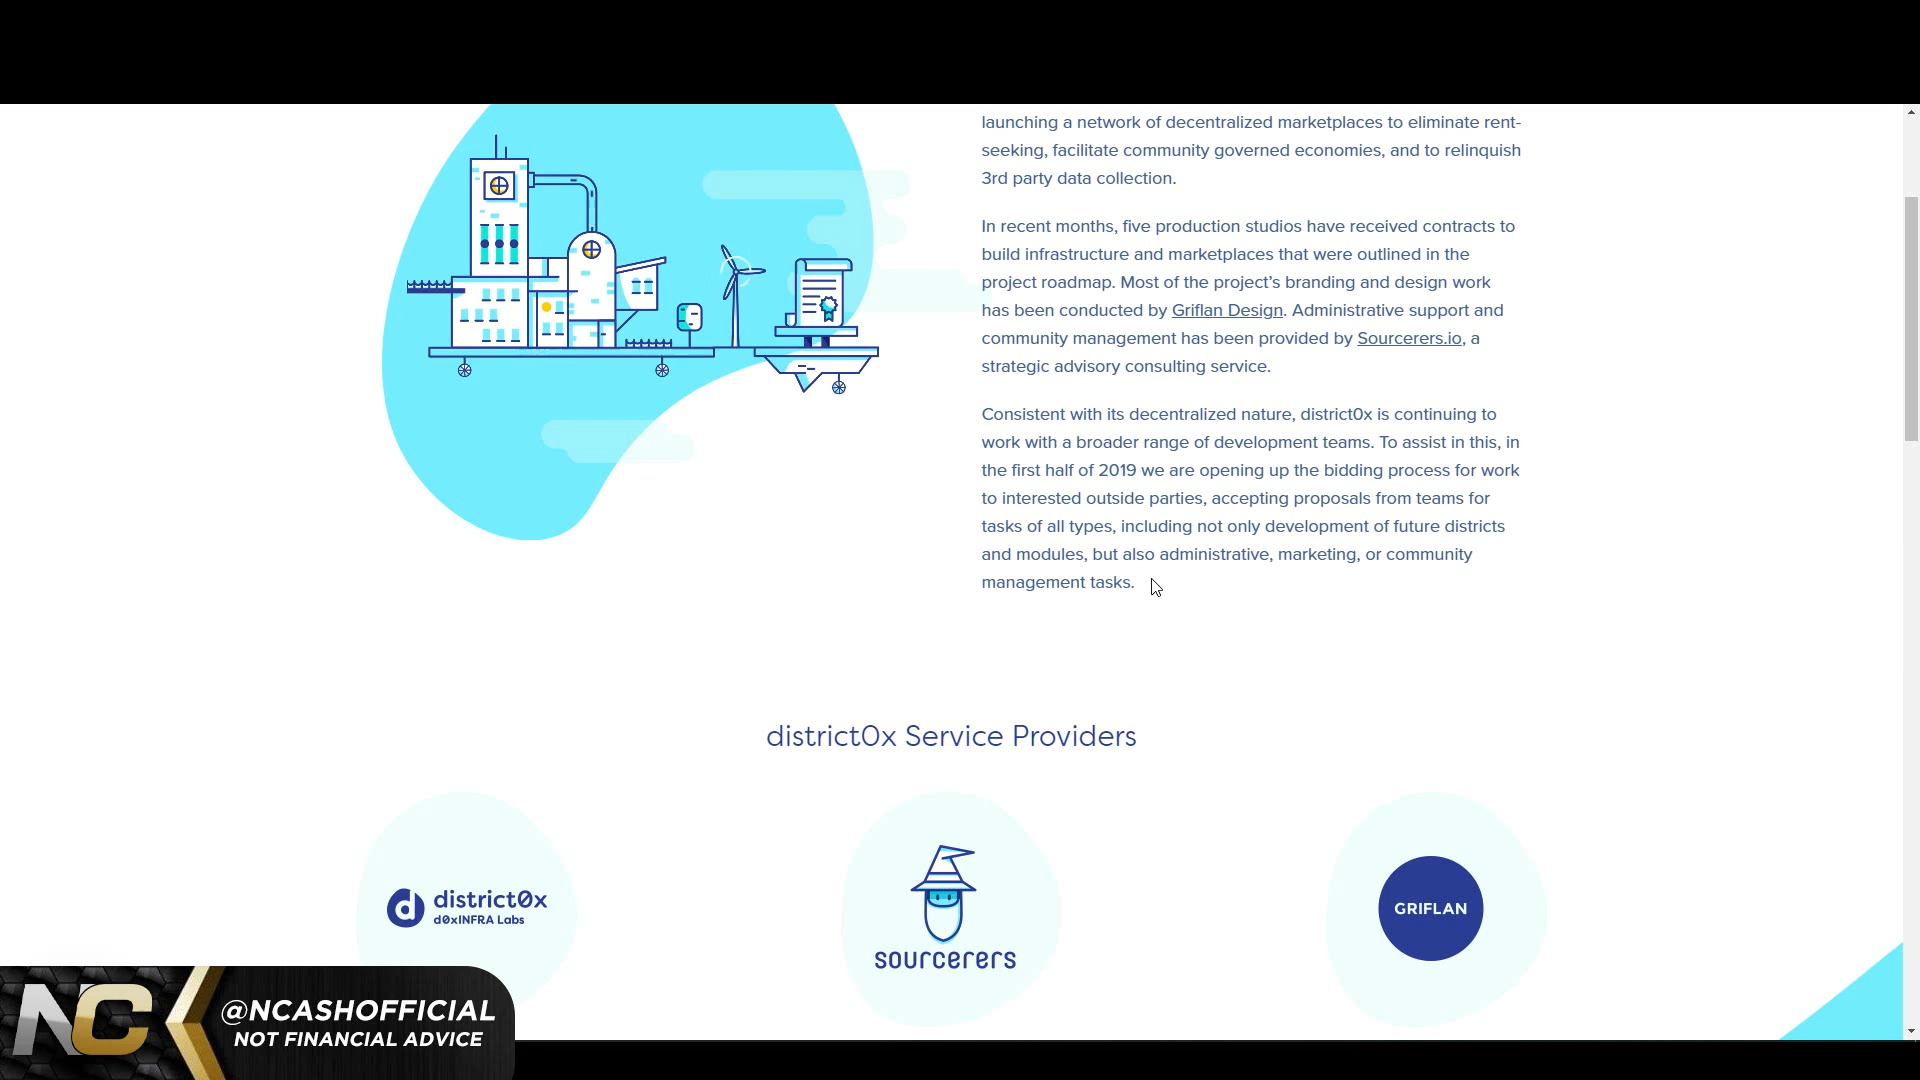 launching a network of decentralized marketplaces to eliminate rent-
seeking, facilitate community governed economies, and to relinquish
3rd party data collection.
In recent months, five production studios have received contracts to
build infrastructure and marketplaces that were outlined in the
project roadmap. Most of the project's branding and design work
has been conducted by Griflan Design. Administrative support and
community management has been provided by Sourcerers.io, a
strategic advisory consulting service.
Consistent with its decentralized nature, district0x is continuing to
work with a broader range of development teams. To assist in this, in
the first half of 2019 we are opening up the bidding process for work
to interested outside parties, accepting proposals from teams for
tasks of all types, including not only development of future districts
and modules, but also administrative, marketing, or community
management tasks.
district0x Service Providers
district0x
d0xINFRA Labs
sourcerers
GRIFLAN
NC
@NCASHOFFICIAL
NOT FINANCIAL ADVICE